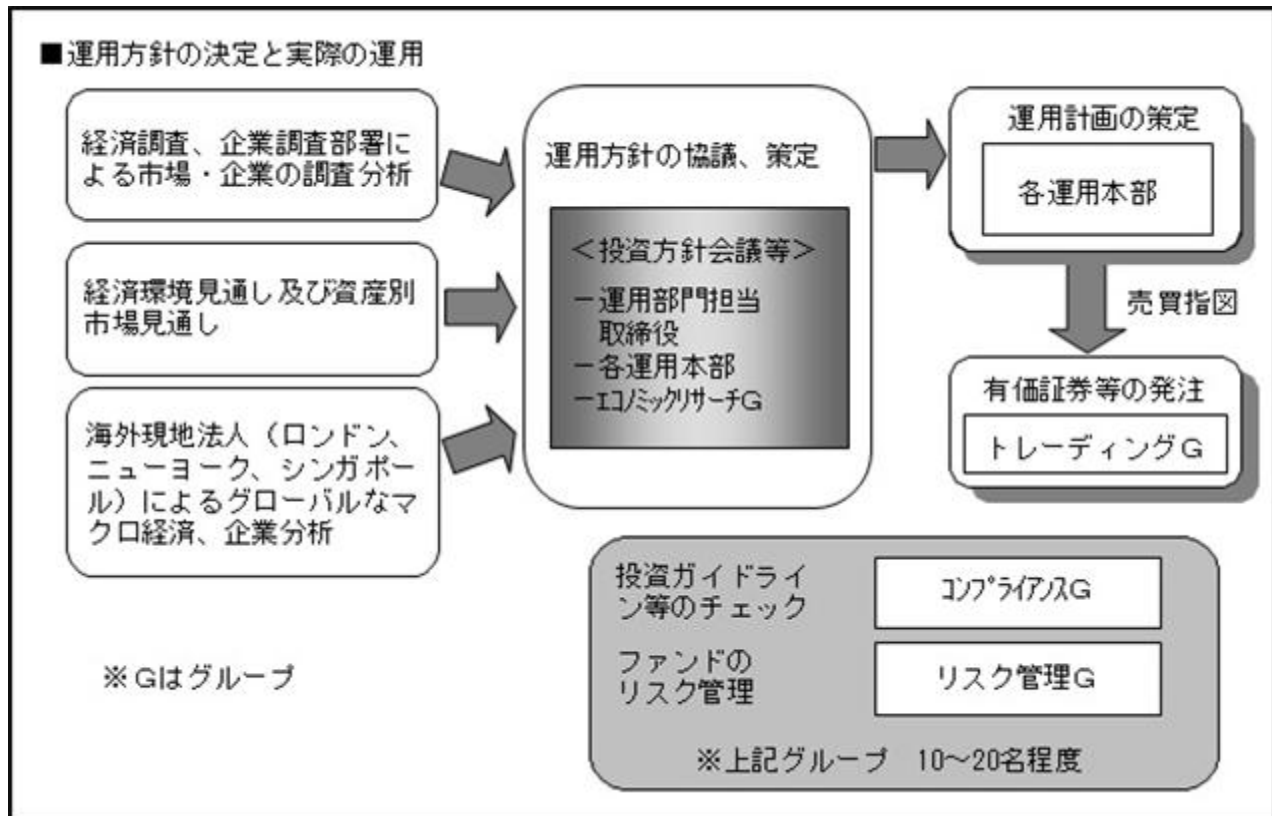 ■運用方針の決定と実際の運用
経済調査、企業調査部署に
よる市場・企業の調査分析
経済環境見通し及び資産別
市場見通し
海外現地法人（ロンドン、
ニューヨーク、シンガポー
ル）によるグローバルなマ
クロ経済、企業分析
運用方針の協議、策定
＜投資方針会議等＞
－運用部門担当
取締役
－各運用本部
－ｴｺﾉﾐｯｸﾘｻｰﾁG
運用計画の策定
各運用本部
売買指図
有価証券等の発注
トレーディングＧ
投資ガイドライ
ン等のチェック
ｺﾝﾌﾟﾗｲｱﾝｽG
ファンドの
リスク管理
リスク管理Ｇ
※上記グループ　10～20名程度
※Ｇはグループ